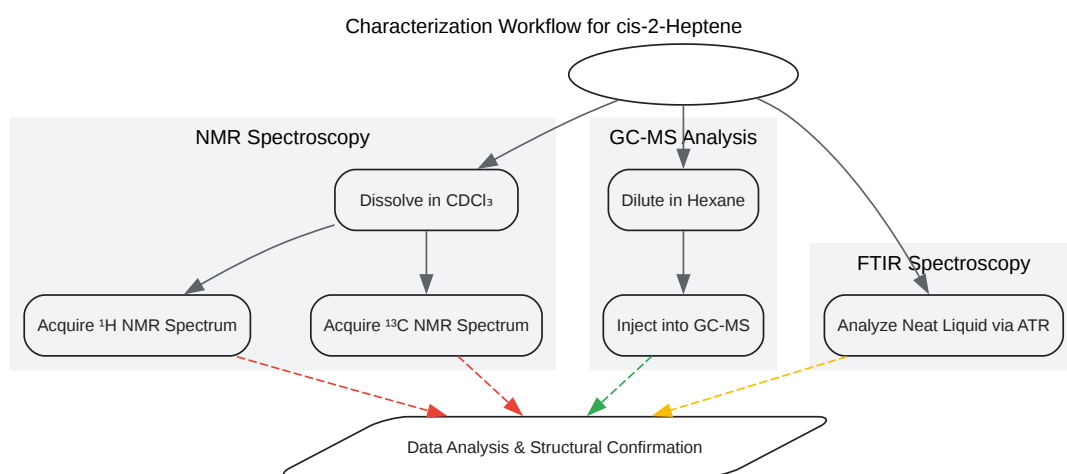 Characterization Workflow for cis-2-Heptene
NMR Spectroscopy
GC-MS Analysis
Dissolve in CDCl₃
Dilute in Hexane
FTIR Spectroscopy
Acquire ¹H NMR Spectrum
Acquire ¹³C NMR Spectrum
Inject into GC-MS
Analyze Neat Liquid via ATR
Data Analysis & Structural Confirmation